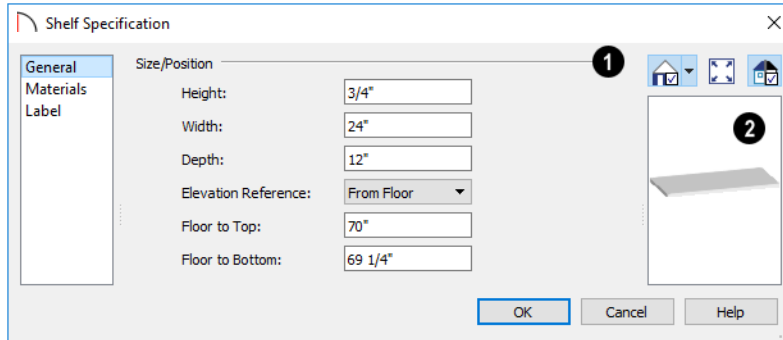 Shelf Specification
General
Materials
Label
Size/Position
1
Height: 3/4"
Width: 24"
Depth: 12"
Elevation Reference: From Floor
Floor to Top: 70"
Floor to Bottom: 69 1/4"
2
OK Cancel Help